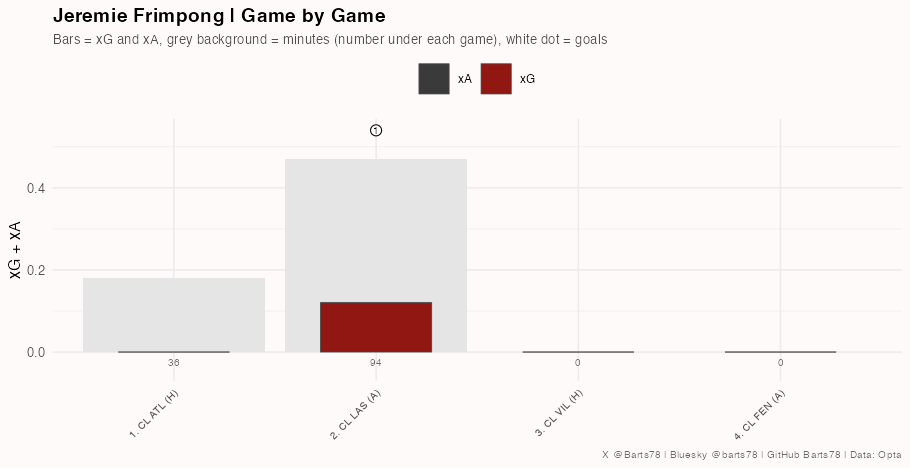 Jeremie Frimpong | Game by Game
Bars = xG and xA, grey background = minutes (number under each game), white dot = goals
xA xG
1
xG + xA
0.4
0.2
0.0
36 94 0 0
1. CL ATL (H) 2. CL LAS (A) 3. CL VIL (H) 4. CL FEN (A)
X @Barts78 | Bluesky @barts78 | GitHub Barts78 | Data: Opta